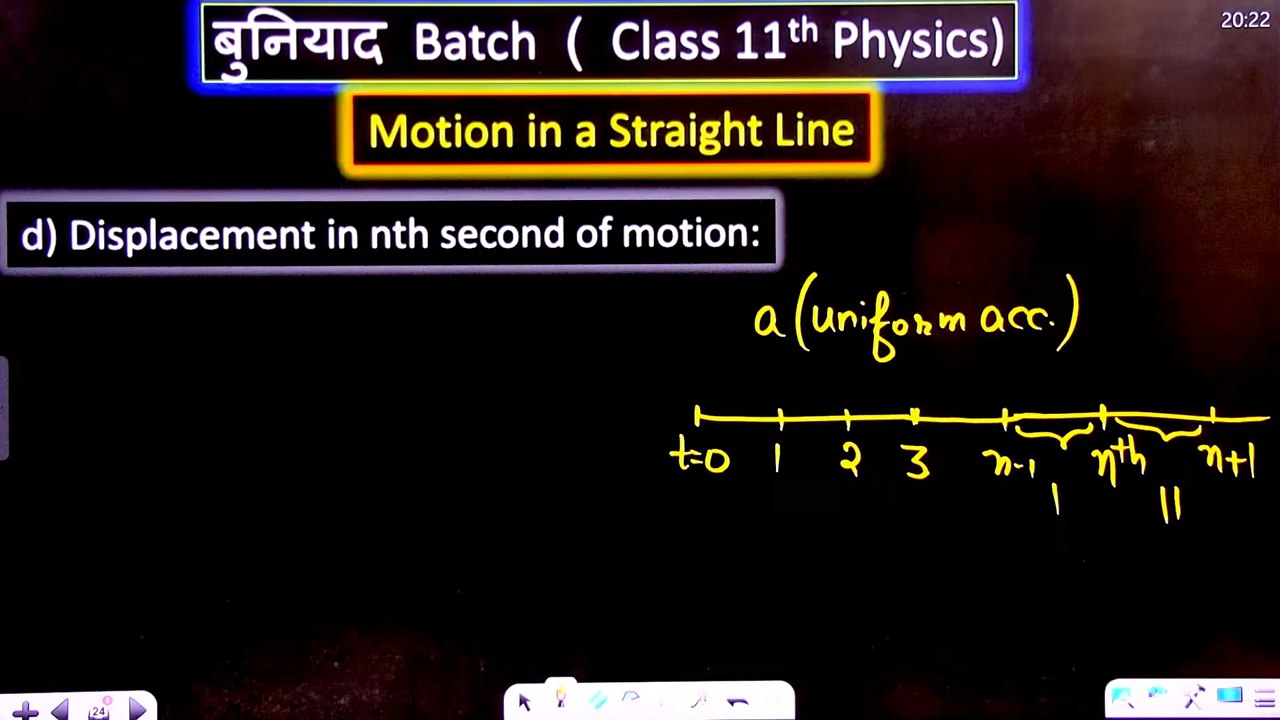 20:22
बुनियाद Batch ( Class 11th Physics)
Motion in a Straight Line
d) Displacement in nth second of motion:
a (uniform acc.)
t=0 1 2 3 n-1 nth n+1
I II
24